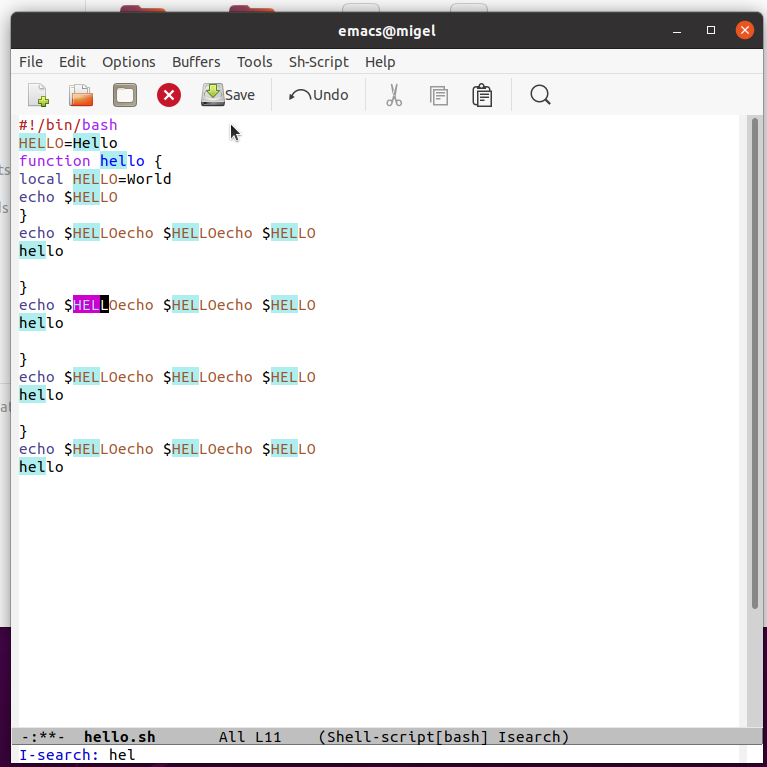 emacs@migel
File Edit Options Buffers Tools Sh-Script Help
Save Undo
#!/bin/bash
HELLO=Hello
function hello {
local HELLO=World
echo $HELLO
}
echo $HELLOecho $HELLOecho $HELLO
hello
}
echo $HELLOecho $HELLOecho $HELLO
hello
}
echo $HELLOecho $HELLOecho $HELLO
hello
}
echo $HELLOecho $HELLOecho $HELLO
hello
-:**- hello.sh All L11 (Shell-script[bash] Isearch)
I-search: hel